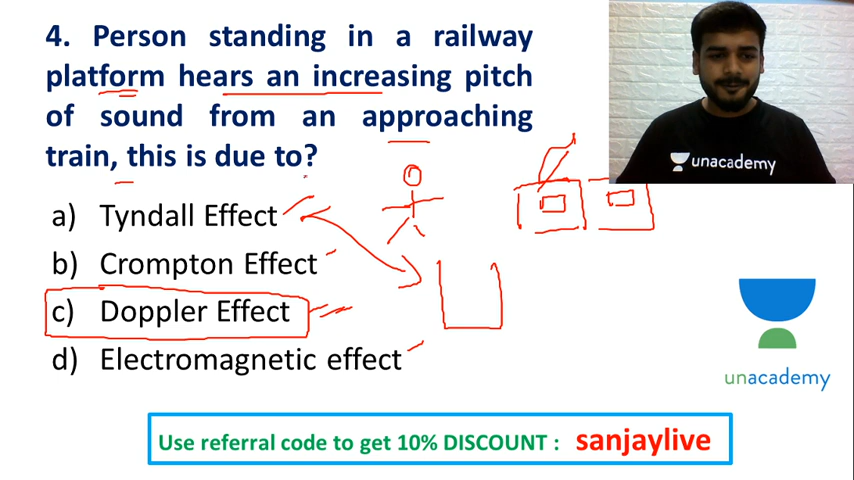 4. Person standing in a railway
platform hears an increasing pitch
of sound from an approaching
train, this is due to?
a) Tyndall Effect
b) Crompton Effect
c) Doppler Effect
d) Electromagnetic effect
unacademy
unacademy
Use referral code to get 10% DISCOUNT : sanjaylive